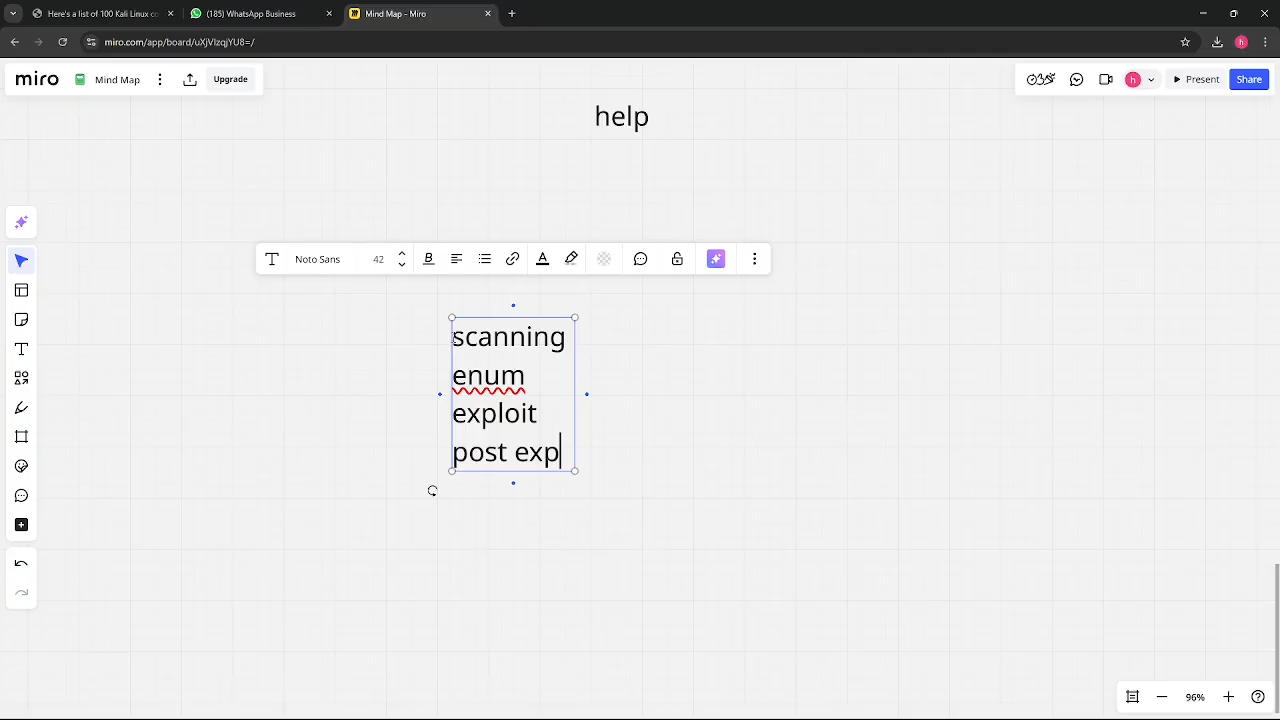 Here's a list of 100 Kali Linux co
(185) WhatsApp Business
Mind Map - Miro
miro.com/app/board/uXjVIzqjYU8=/
h
miro
Mind Map
Upgrade
h
Present
Share
help
Noto Sans
42
B
A
scanning
enum
exploit
post exp
96%